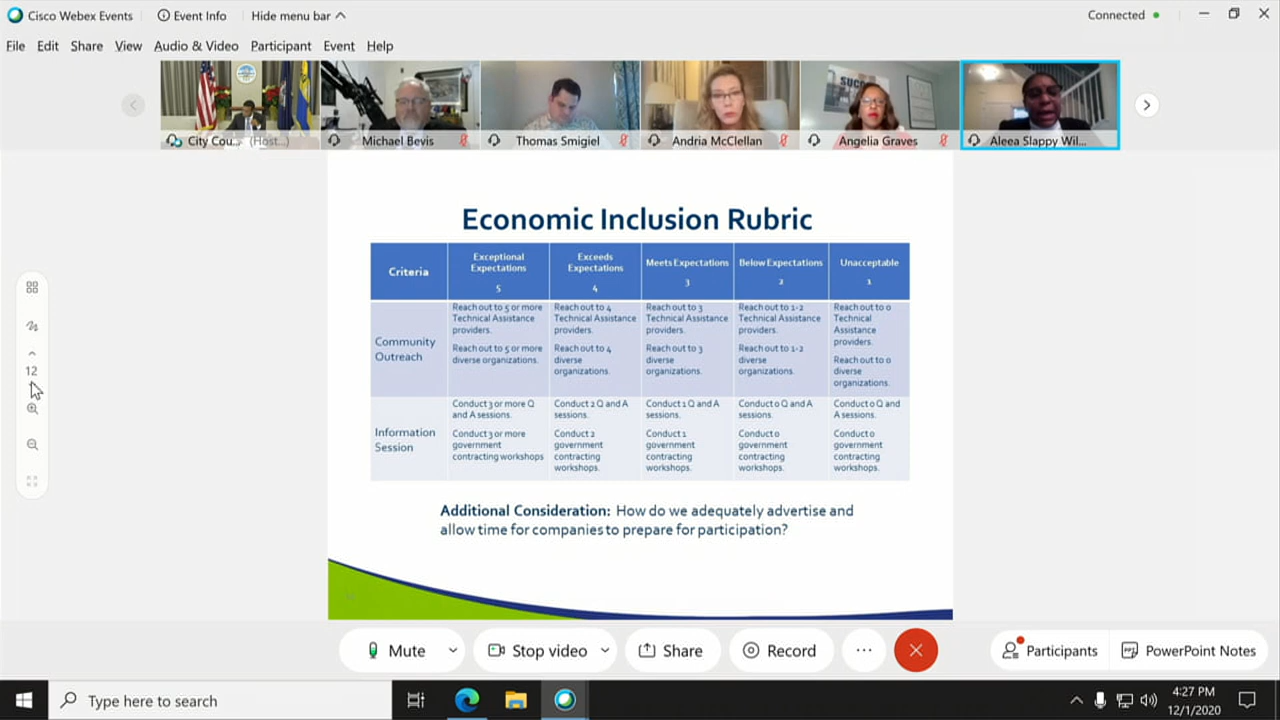 Cisco Webex Events
Event Info
Hide menu bar
Connected
File Edit Share View Audio & Video Participant Event Help
SUCC
City Cou... (Host...)
Michael Bevis
Thomas Smigiel
Andria McClellan
Angelia Graves
Aleea Slappy Wil...
12
Economic Inclusion Rubric
Criteria
Exceptional
Expectations
5
Exceeds
Expectations
4
Meets Expectations
3
Below Expectations
2
Unacceptable
1
Community
Outreach
Reach out to 5 or more
Technical Assistance
providers.
Reach out to 5 or more
diverse organizations.
Reach out to 4
Technical Assistance
providers.
Reach out to 4
diverse
organizations.
Reach out to 3
Technical Assistance
providers.
Reach out to 3
diverse
organizations.
Reach out to 1-2
Technical Assistance
providers.
Reach out to 1-2
diverse
organizations.
Reach out to 0
Technical
Assistance
providers.
Reach out to 0
diverse
organizations.
Information
Session
Conduct 3 or more Q
and A sessions.
Conduct 3 or more
government
contracting workshops
Conduct 2 Q and A
sessions.
Conduct 2
government
contracting
workshops.
Conduct 1 Q and A
sessions.
Conduct 1
government
contracting
workshops.
Conduct 0 Q and A
sessions.
Conduct 0
government
contracting
workshops.
Conduct 0 Q and
A sessions.
Conduct 0
government
contracting
workshops.
Additional Consideration: How do we adequately advertise and
allow time for companies to prepare for participation?
Mute
Stop video
Share
Record
Participants
PowerPoint Notes
Type here to search
4:27 PM
12/1/2020